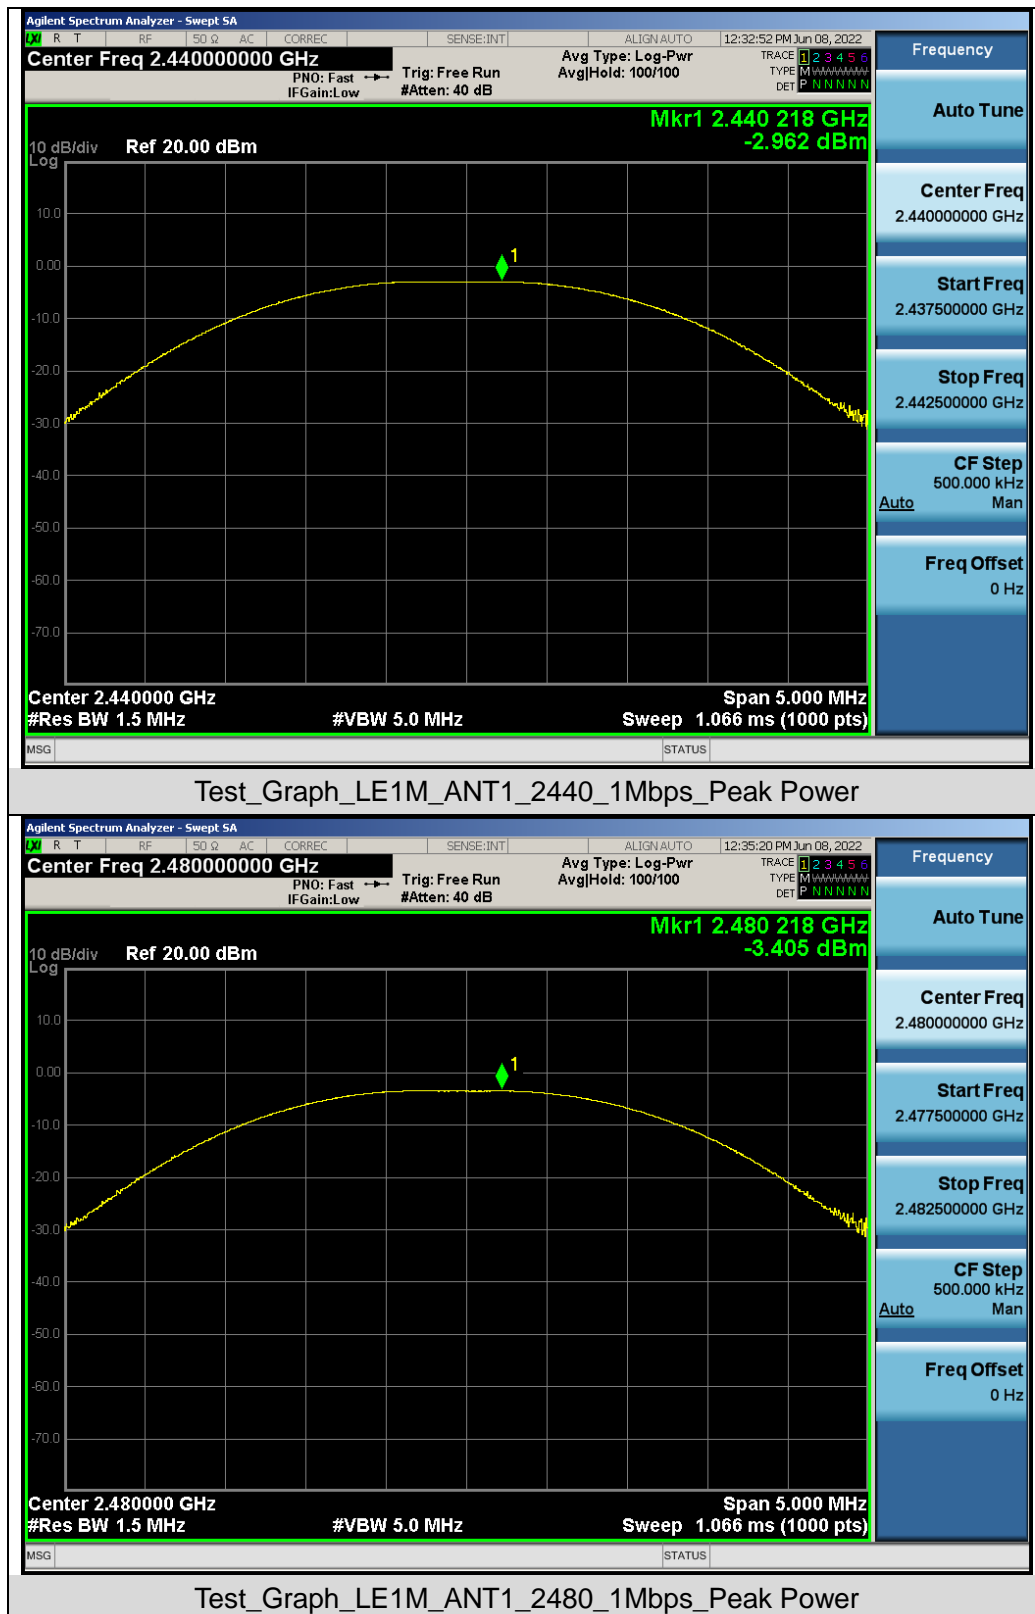 Agilent Spectrum Analyzer - Swept SA
LXI R T RF 50 Ω AC CORREC SENSE:INT ALIGNAUTO 12:32:52 PM Jun 08, 2022
Center Freq 2.440000000 GHz
PNO: Fast
IFGain:Low
Trig: Free Run
#Atten: 40 dB
Avg Type: Log-Pwr
Avg|Hold: 100/100
TRACE 1 2 3 4 5 6
TYPE M
DET P N N N N N
Mkr1 2.440 218 GHz
-2.962 dBm
10 dB/div Ref 20.00 dBm
Log
10.0
0.00
-10.0
-20.0
-30.0
-40.0
-50.0
-60.0
-70.0
1
Center 2.440000 GHz Span 5.000 MHz
#Res BW 1.5 MHz #VBW 5.0 MHz Sweep 1.066 ms (1000 pts)
MSG STATUS
Frequency
Auto Tune
Center Freq
2.440000000 GHz
Start Freq
2.437500000 GHz
Stop Freq
2.442500000 GHz
CF Step
500.000 kHz
Auto Man
Freq Offset
0 Hz
Test_Graph_LE1M_ANT1_2440_1Mbps_Peak Power
Agilent Spectrum Analyzer - Swept SA
LXI R T RF 50 Ω AC CORREC SENSE:INT ALIGNAUTO 12:35:20 PM Jun 08, 2022
Center Freq 2.480000000 GHz
PNO: Fast
IFGain:Low
Trig: Free Run
#Atten: 40 dB
Avg Type: Log-Pwr
Avg|Hold: 100/100
TRACE 1 2 3 4 5 6
TYPE M
DET P N N N N N
Mkr1 2.480 218 GHz
-3.405 dBm
10 dB/div Ref 20.00 dBm
Log
10.0
0.00
-10.0
-20.0
-30.0
-40.0
-50.0
-60.0
-70.0
1
Center 2.480000 GHz Span 5.000 MHz
#Res BW 1.5 MHz #VBW 5.0 MHz Sweep 1.066 ms (1000 pts)
MSG STATUS
Frequency
Auto Tune
Center Freq
2.480000000 GHz
Start Freq
2.477500000 GHz
Stop Freq
2.482500000 GHz
CF Step
500.000 kHz
Auto Man
Freq Offset
0 Hz
Test_Graph_LE1M_ANT1_2480_1Mbps_Peak Power